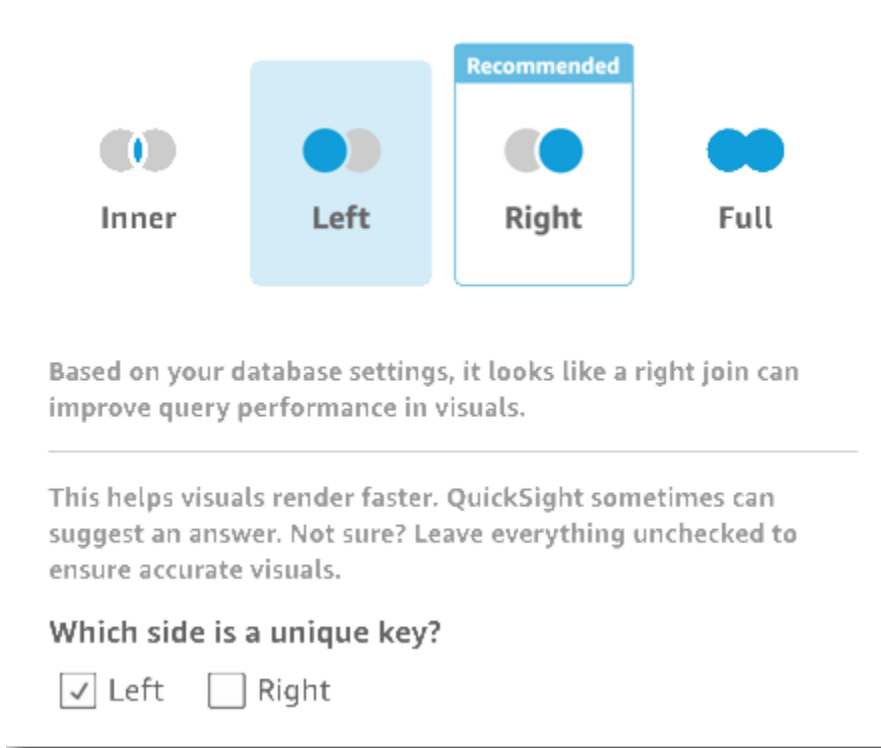 Recommended
Inner
Left
Right
Full
Based on your database settings, it looks like a right join can
improve query performance in visuals.
This helps visuals render faster. QuickSight sometimes can
suggest an answer. Not sure? Leave everything unchecked to
ensure accurate visuals.
Which side is a unique key?
Left
Right